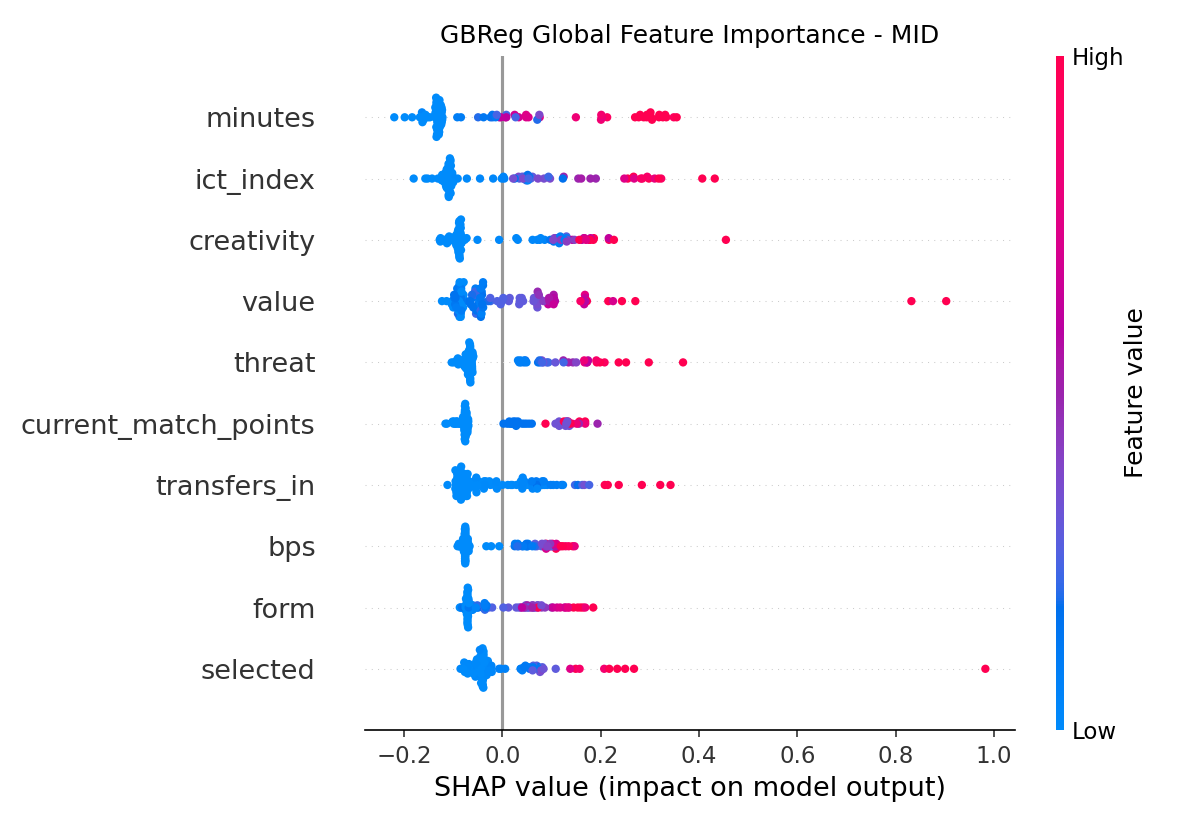 GBReg Global Feature Importance - MID
High
minutes
ict_index
creativity
value
threat
current_match_points
transfers_in
bps
form
selected
Feature value
Low
−0.2 0.0 0.2 0.4 0.6 0.8 1.0
SHAP value (impact on model output)